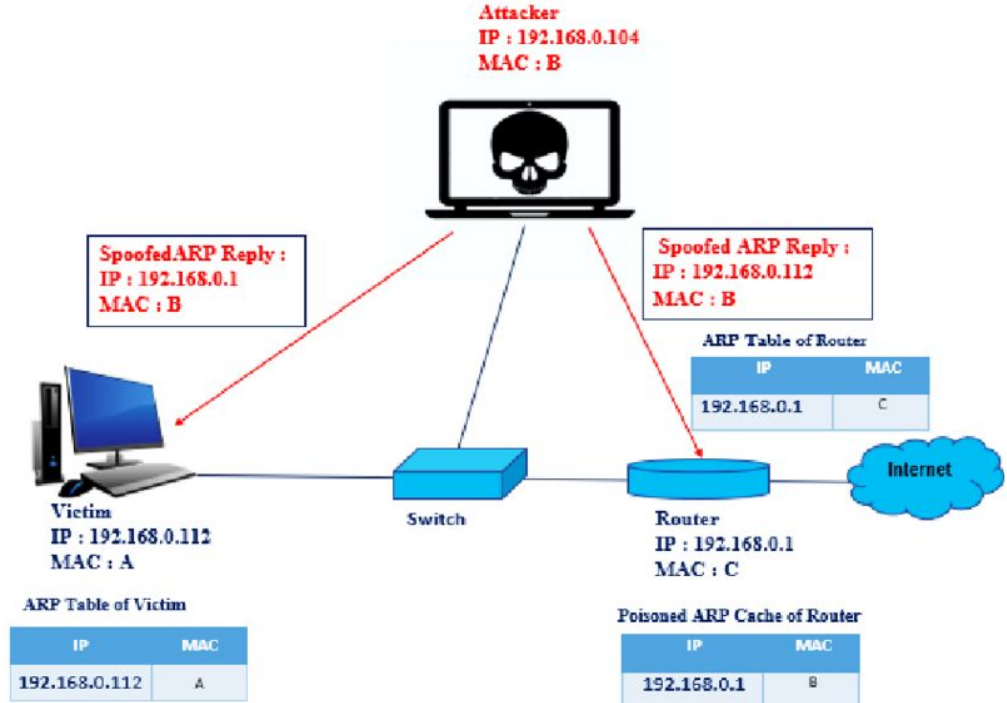 Attacker
IP : 192.168.0.104
MAC : B
SpoofedARP Reply :
IP : 192.168.0.1
MAC : B
Spoofed ARP Reply :
IP : 192.168.0.112
MAC : B
ARP Table of Router
IP MAC
192.168.0.1 C
Internet
Switch
Victim
IP : 192.168.0.112
MAC : A
Router
IP : 192.168.0.1
MAC : C
ARP Table of Victim
IP MAC
192.168.0.112 A
Poisoned ARP Cache of Router
IP MAC
192.168.0.1 B